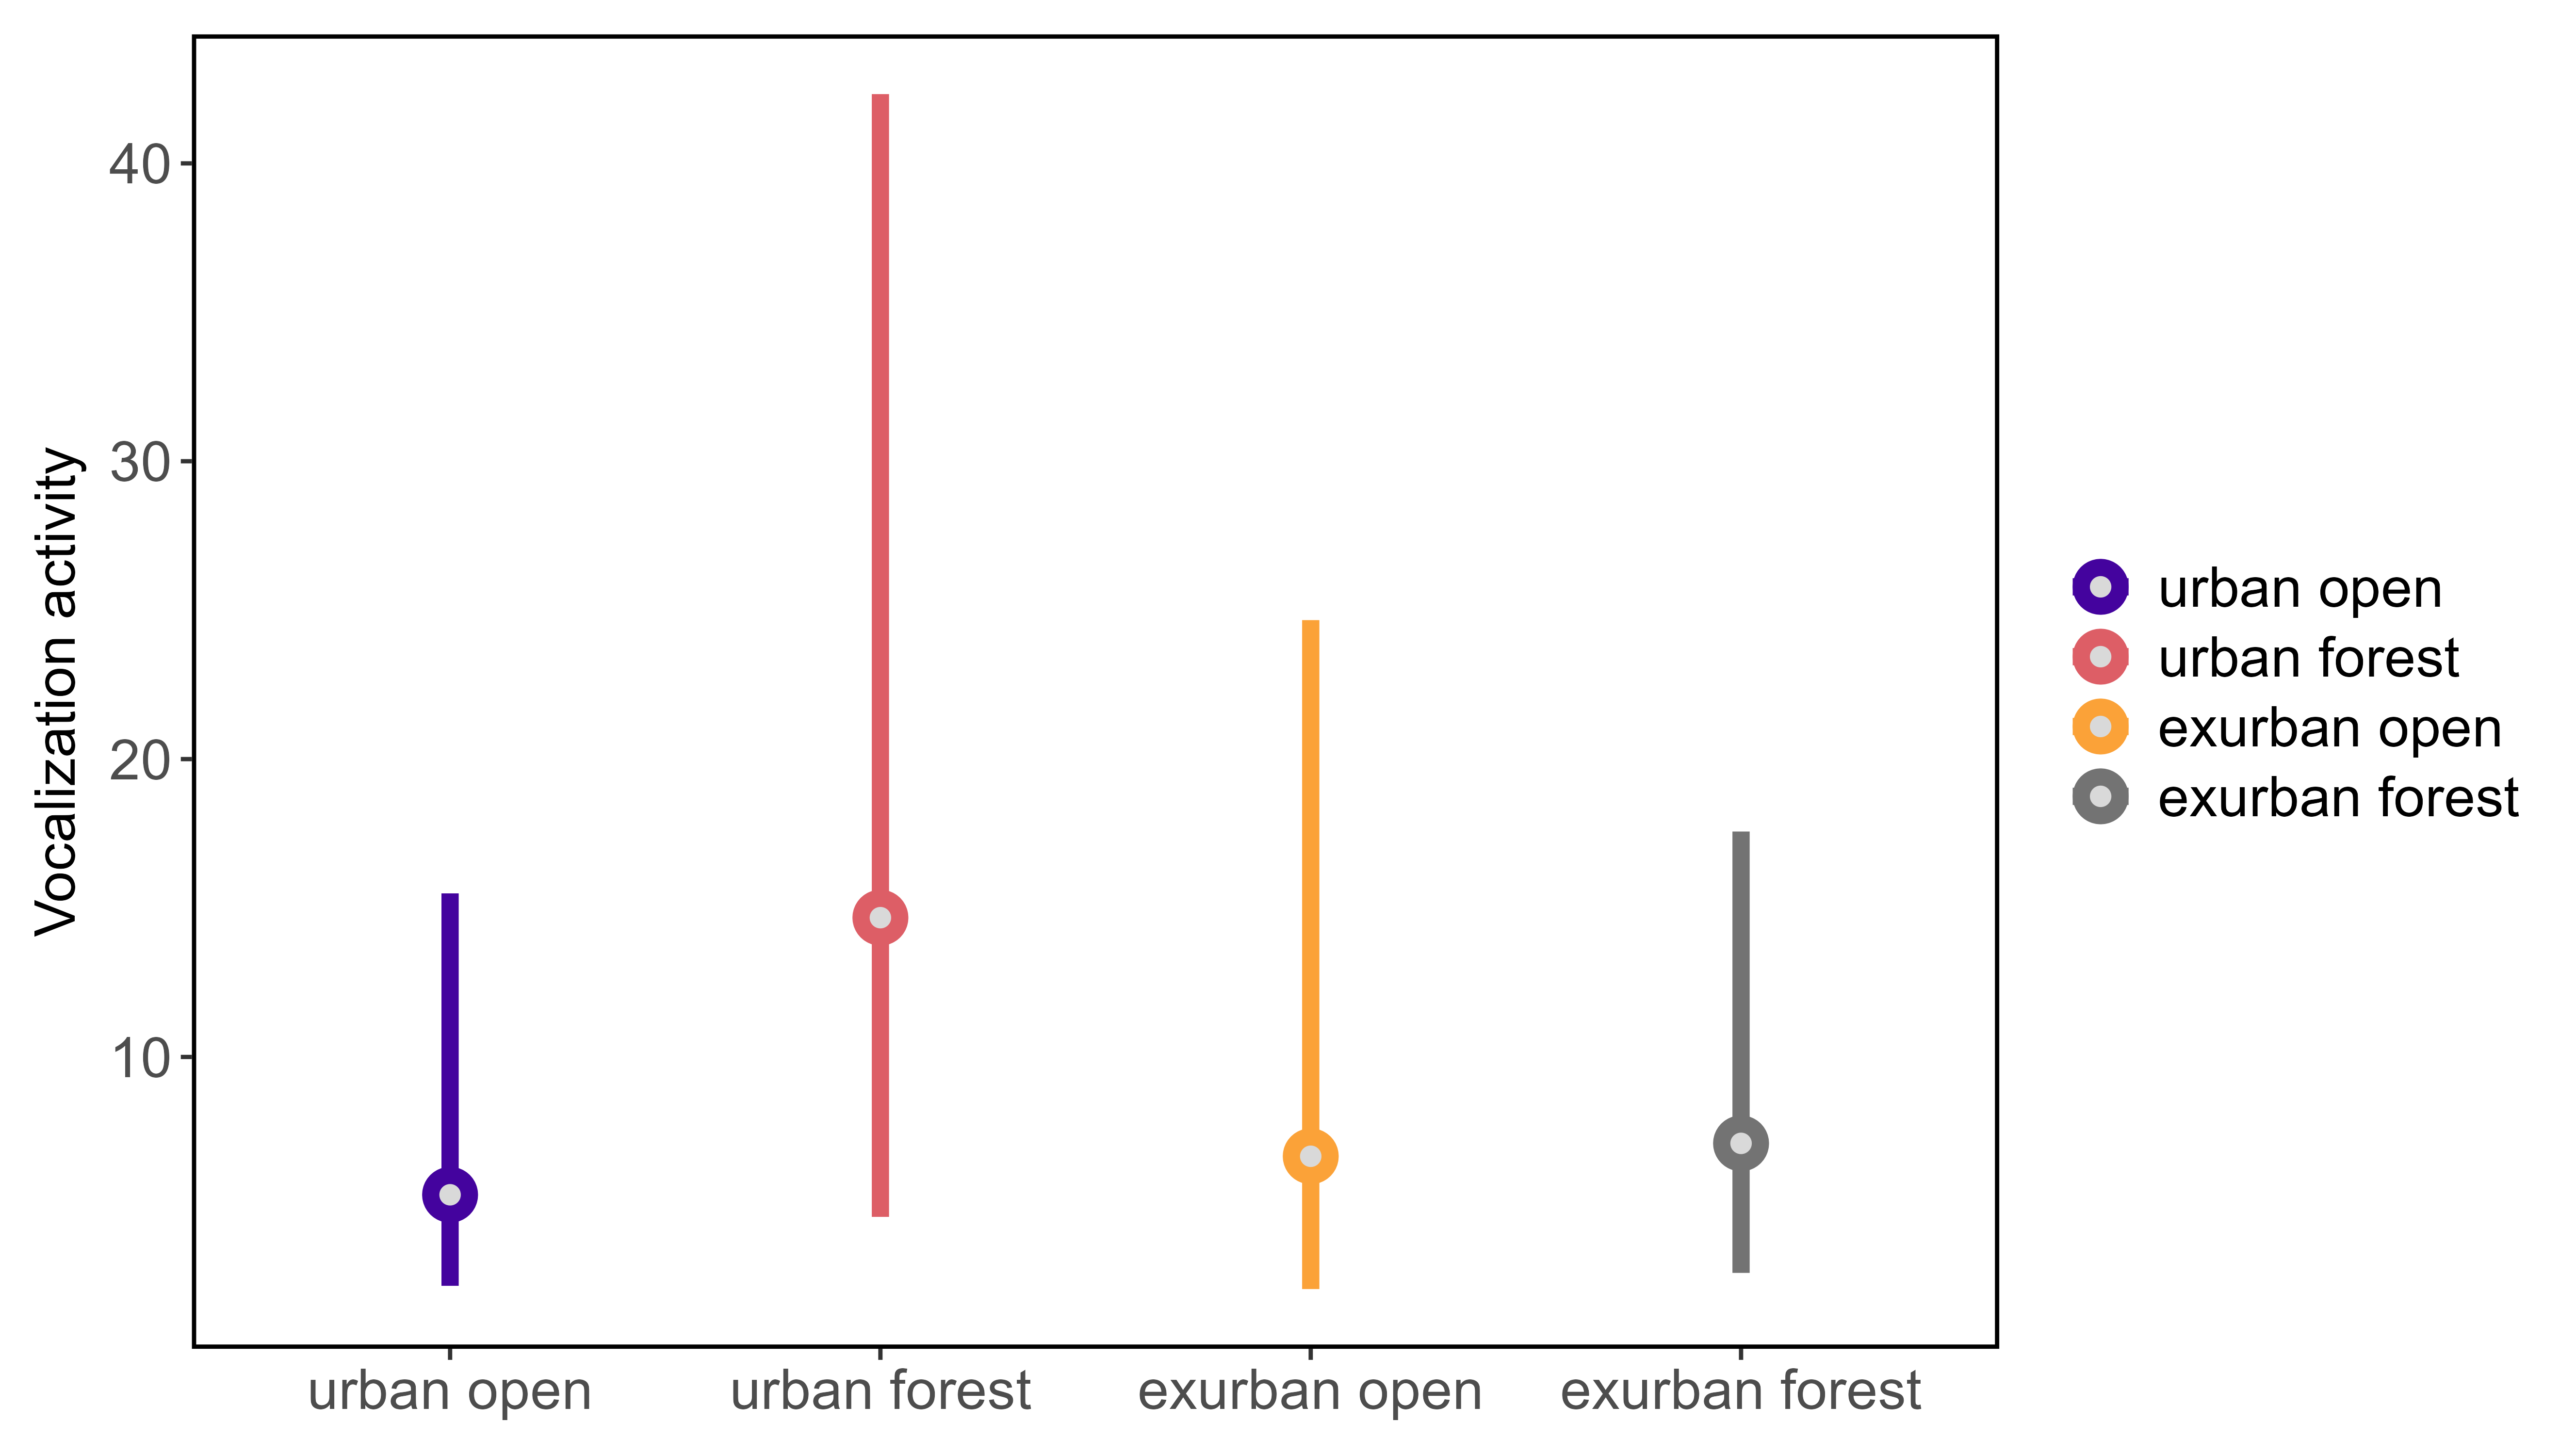 Vocalization activity
40
30
20
10
urban open
urban forest
exurban open
exurban forest
urban open
urban forest
exurban open
exurban forest